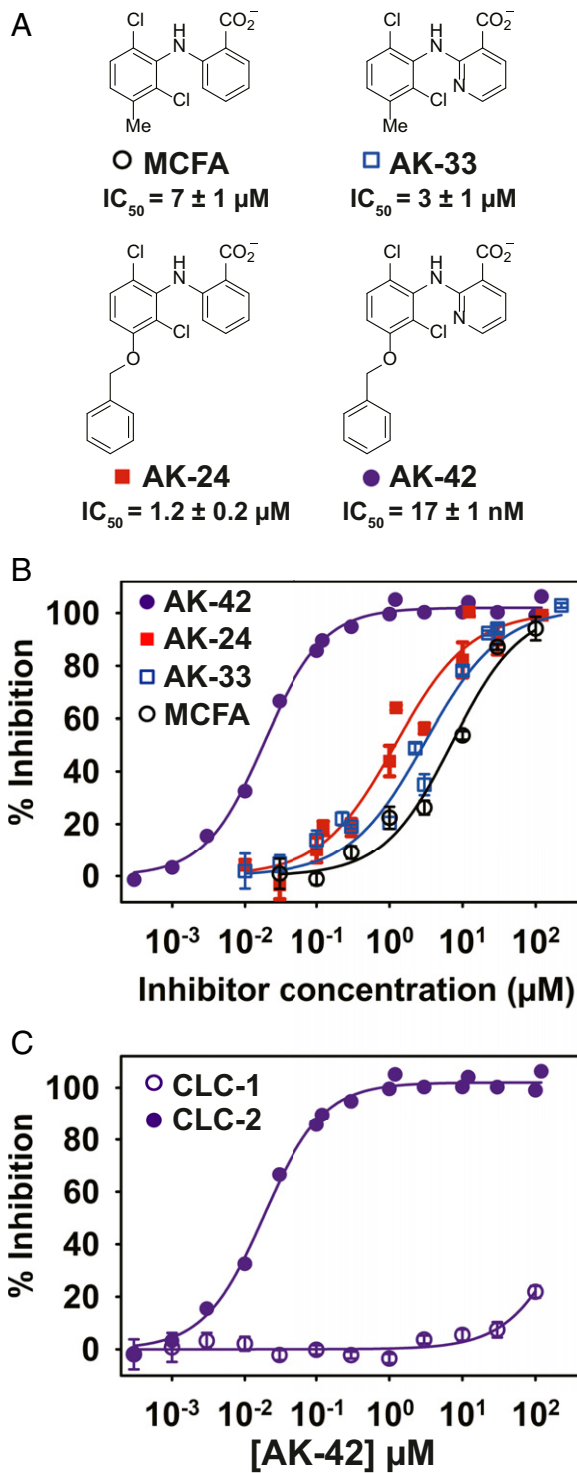 A
Cl H CO₂⁻ Cl H CO₂⁻
N N
Cl Cl N
Me Me
MCFA AK-33
IC₅₀ = 7 ± 1 µM IC₅₀ = 3 ± 1 µM
Cl H CO₂⁻ Cl H CO₂⁻
N N
Cl Cl N
O O
AK-24 AK-42
IC₅₀ = 1.2 ± 0.2 µM IC₅₀ = 17 ± 1 nM
B
AK-42
AK-24
AK-33
MCFA
% Inhibition
100
80
60
40
20
0
10⁻³ 10⁻² 10⁻¹ 10⁰ 10¹ 10²
Inhibitor concentration (µM)
C
CLC-1
CLC-2
% Inhibition
100
80
60
40
20
0
10⁻³ 10⁻² 10⁻¹ 10⁰ 10¹ 10²
[AK-42] µM